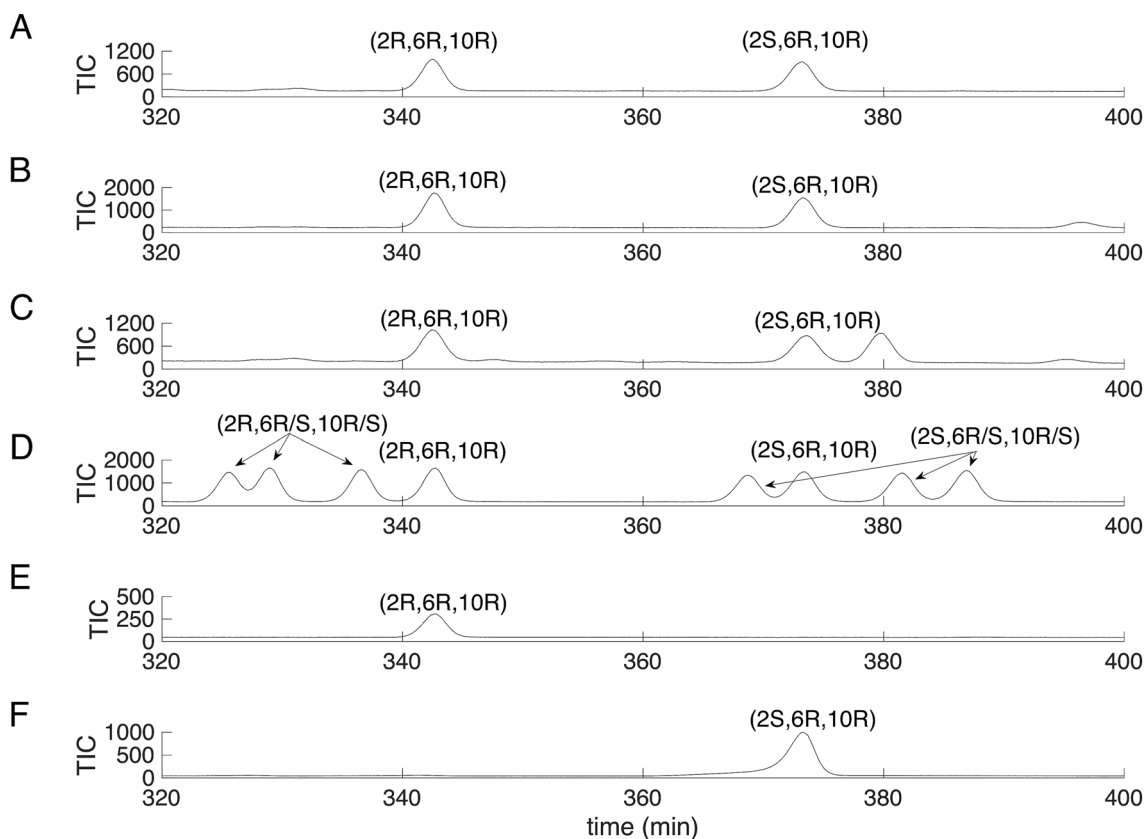 A
TIC
1200
600
0
(2R,6R,10R)
(2S,6R,10R)
320 340 360 380 400
B
TIC
2000
1000
0
(2R,6R,10R)
(2S,6R,10R)
320 340 360 380 400
C
TIC
1200
600
0
(2R,6R,10R)
(2S,6R,10R)
320 340 360 380 400
D
TIC
2000
1000
0
(2R,6R/S,10R/S)
(2R,6R,10R)
(2S,6R,10R)
(2S,6R/S,10R/S)
320 340 360 380 400
E
TIC
500
250
0
(2R,6R,10R)
320 340 360 380 400
F
TIC
1000
500
0
(2S,6R,10R)
320 340 360 380 400
time (min)